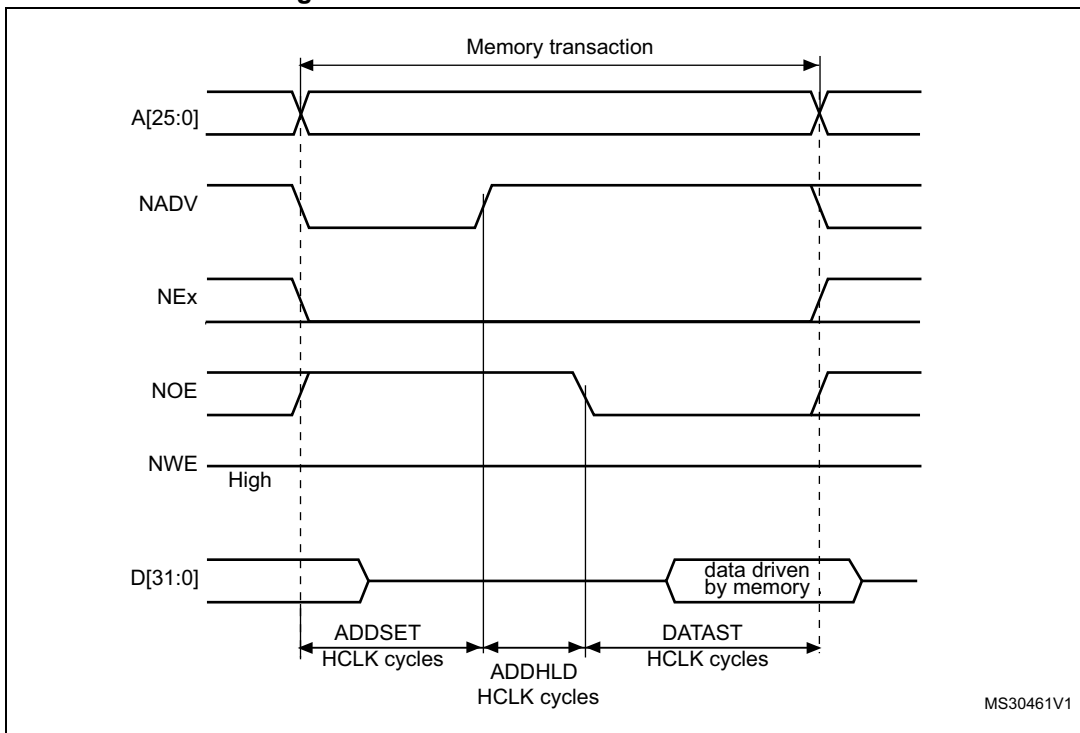 Memory transaction
A[25:0]
NADV
NEx
NOE
NWE
High
D[31:0]
data driven
by memory
ADDSET
HCLK cycles
DATAST
HCLK cycles
ADDHLD
HCLK cycles
MS30461V1